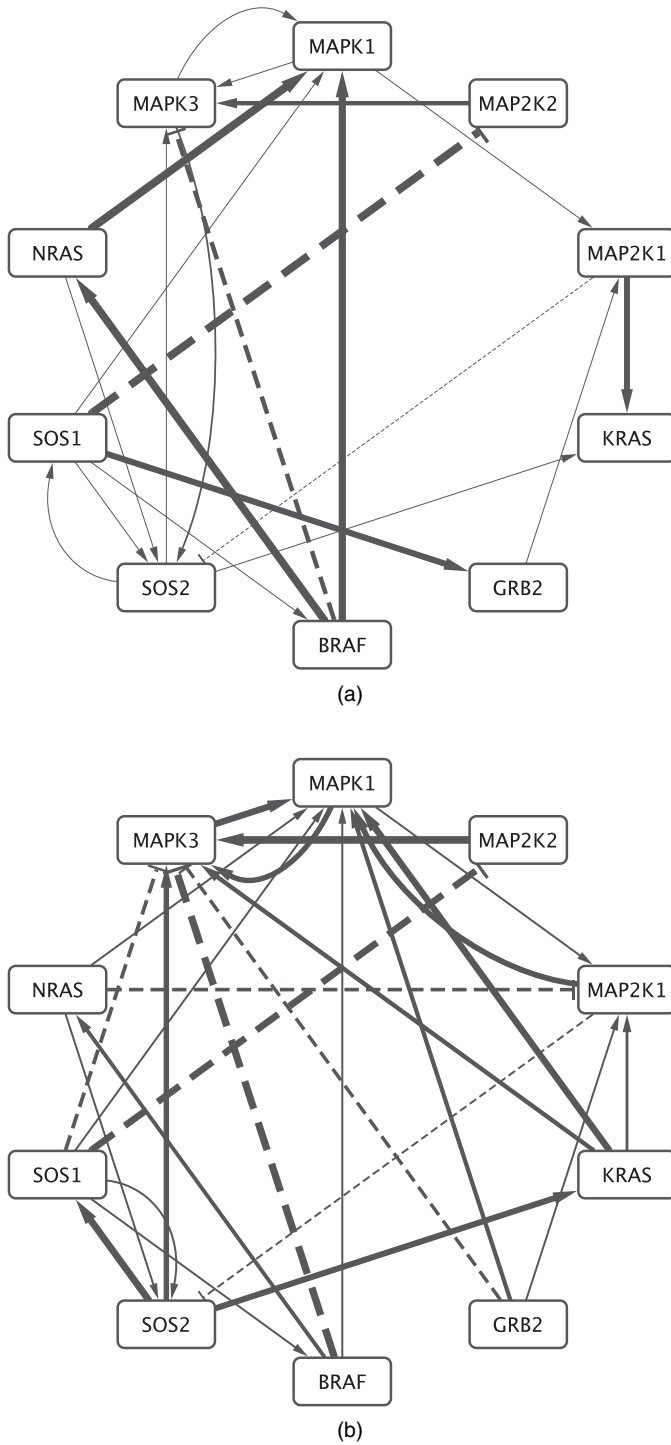 MAPK1
MAPK3
MAP2K2
NRAS
MAP2K1
SOS1
KRAS
SOS2
GRB2
BRAF
(a)
MAPK1
MAPK3
MAP2K2
NRAS
MAP2K1
SOS1
KRAS
SOS2
GRB2
BRAF
(b)